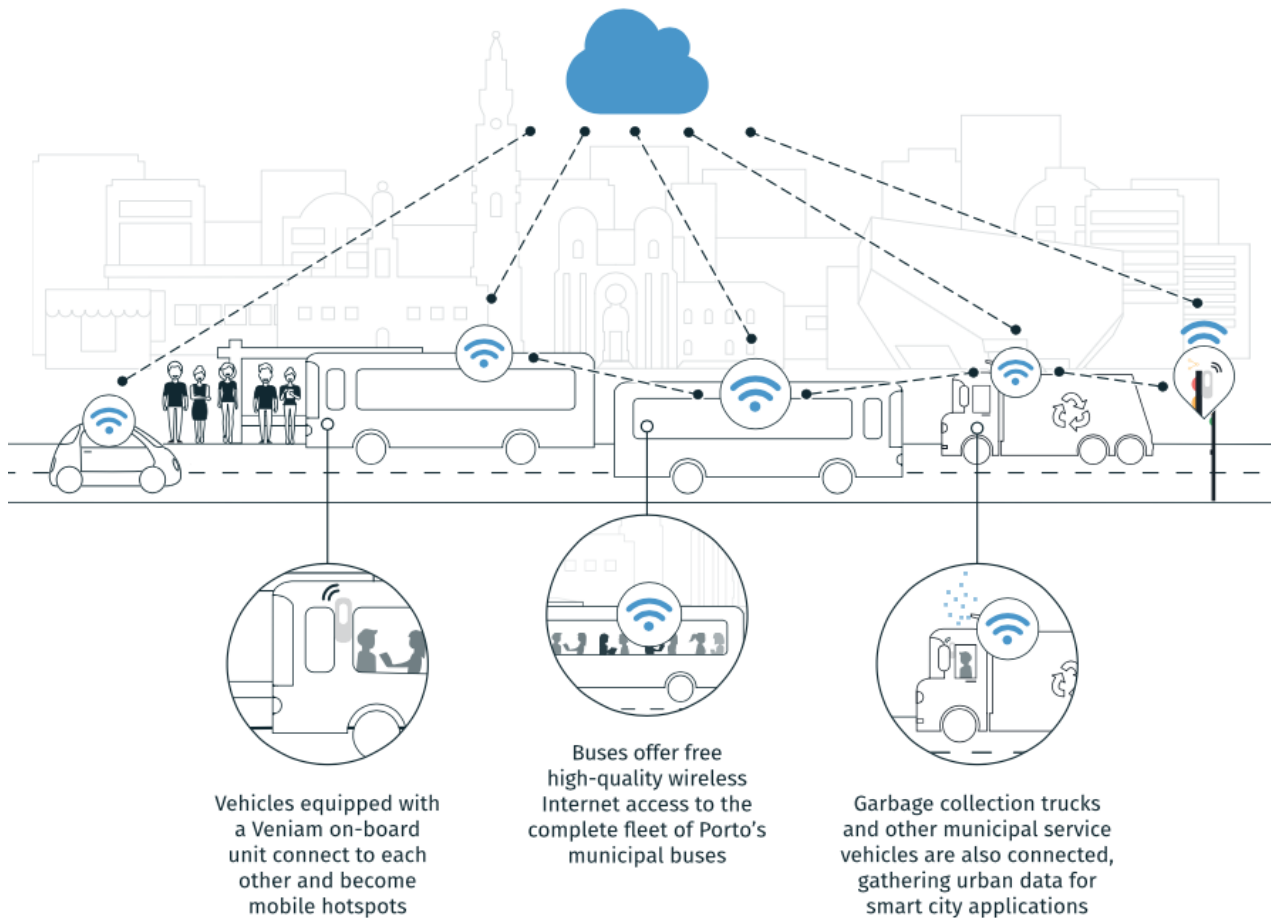 Vehicles equipped with
a Veniam on-board
unit connect to each
other and become
mobile hotspots
Buses offer free
high-quality wireless
Internet access to the
complete fleet of Porto's
municipal buses
Garbage collection trucks
and other municipal service
vehicles are also connected,
gathering urban data for
smart city applications